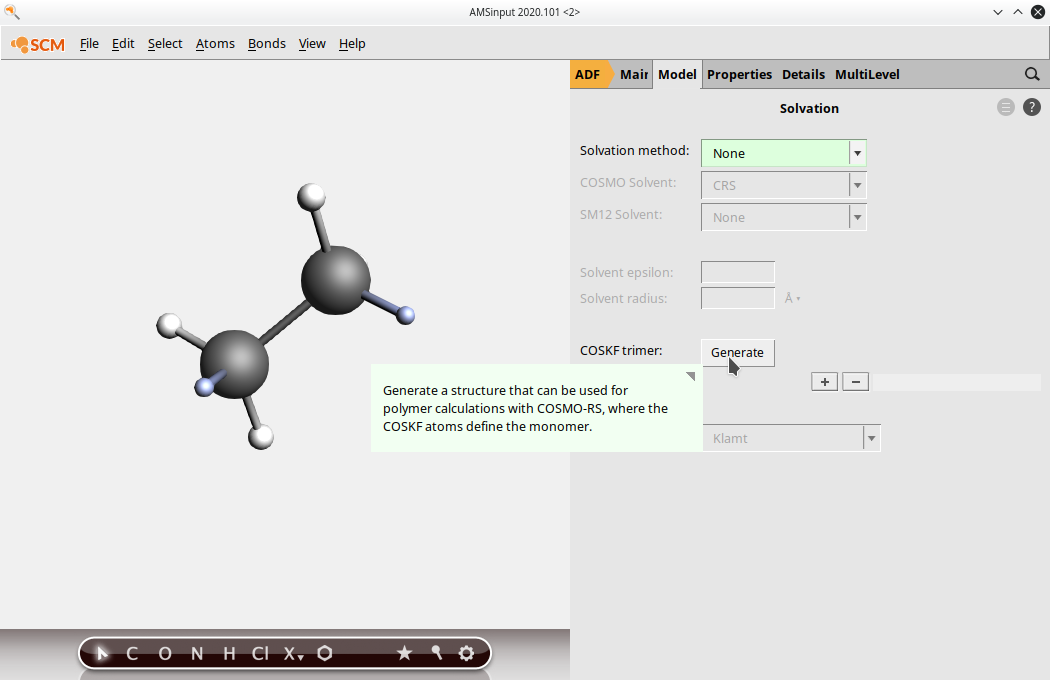 AMSinput 2020.101 <2>
SCM File Edit Select Atoms Bonds View Help
ADF Main Model Properties Details MultiLevel
Solvation
?
Solvation method: None
COSMO Solvent: CRS
SM12 Solvent: None
Solvent epsilon:
Solvent radius: Å
COSKF trimer: Generate
+ −
Generate a structure that can be used for
polymer calculations with COSMO-RS, where the
COSKF atoms define the monomer.
Klamt
C O N H Cl X